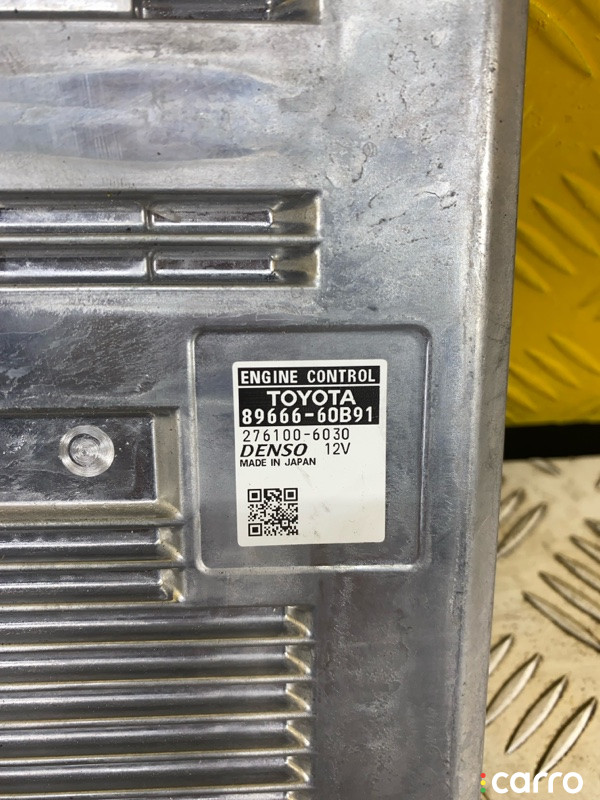 ENGINE CONTROL
TOYOTA
89666-60B91
276100-6030
DENSO 12V
MADE IN JAPAN
carro